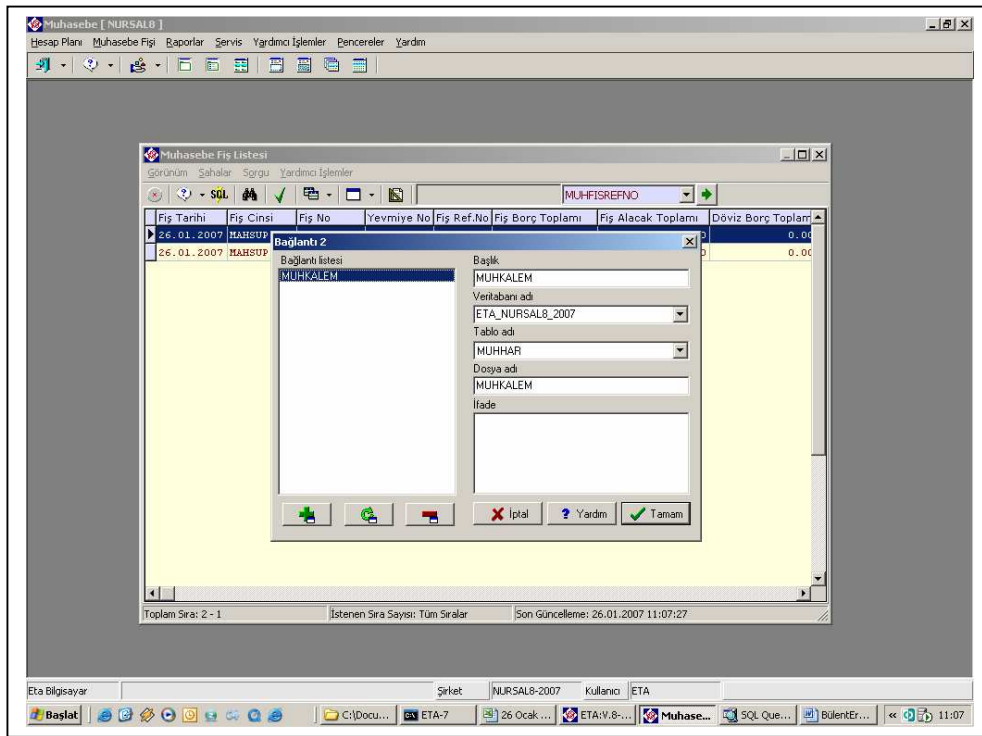 Muhasebe [ NURSAL8 ]
Hesap Planı Muhasebe Fişi Raporlar Servis Yardımcı İşlemler Pencereler Yardım
Muhasebe Fiş Listesi
Görünüm Sahalar Sorgu Yardımcı İşlemler
SQL MUHFISREFNO
Fiş Tarihi Fiş Cinsi Fiş No Yevmiye No Fiş Ref.No Fiş Borç Toplamı Fiş Alacak Toplamı Döviz Borç Toplam
26.01.2007 MAHSUP 0.00
26.01.2007 MAHSUP 0.00
Bağlantı 2
Bağlantı listesi
MUHKALEM
Başlık
MUHKALEM
Veritabanı adı
ETA_NURSAL8_2007
Tablo adı
MUHHAR
Dosya adı
MUHKALEM
İfade
İptal Yardım Tamam
Toplam Sıra: 2 - 1 İstenen Sıra Sayısı: Tüm Sıralar Son Güncelleme: 26.01.2007 11:07:27
Eta Bilgisayar Şirket NURSAL8-2007 Kullanıcı ETA
Başlat C:\Docu... ETA-7 26 Ocak ... ETA:V.8-... Muhase... SQL Que... BülentEr... « 11:07